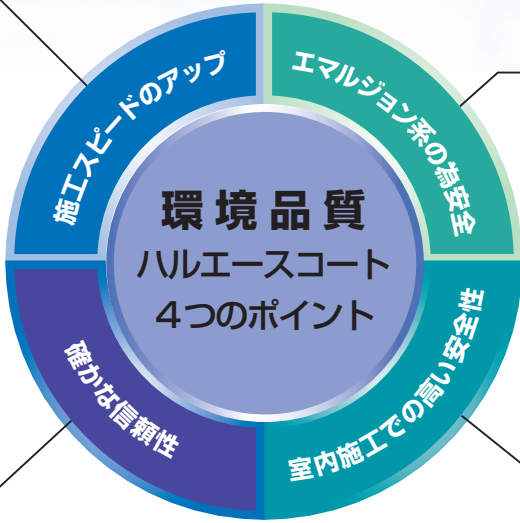 環境品質
ハルエースコート
4つのポイント
施工スピードのアップ
エマルジョン系の為安全
確かな信頼性
室内施工での高い安全性